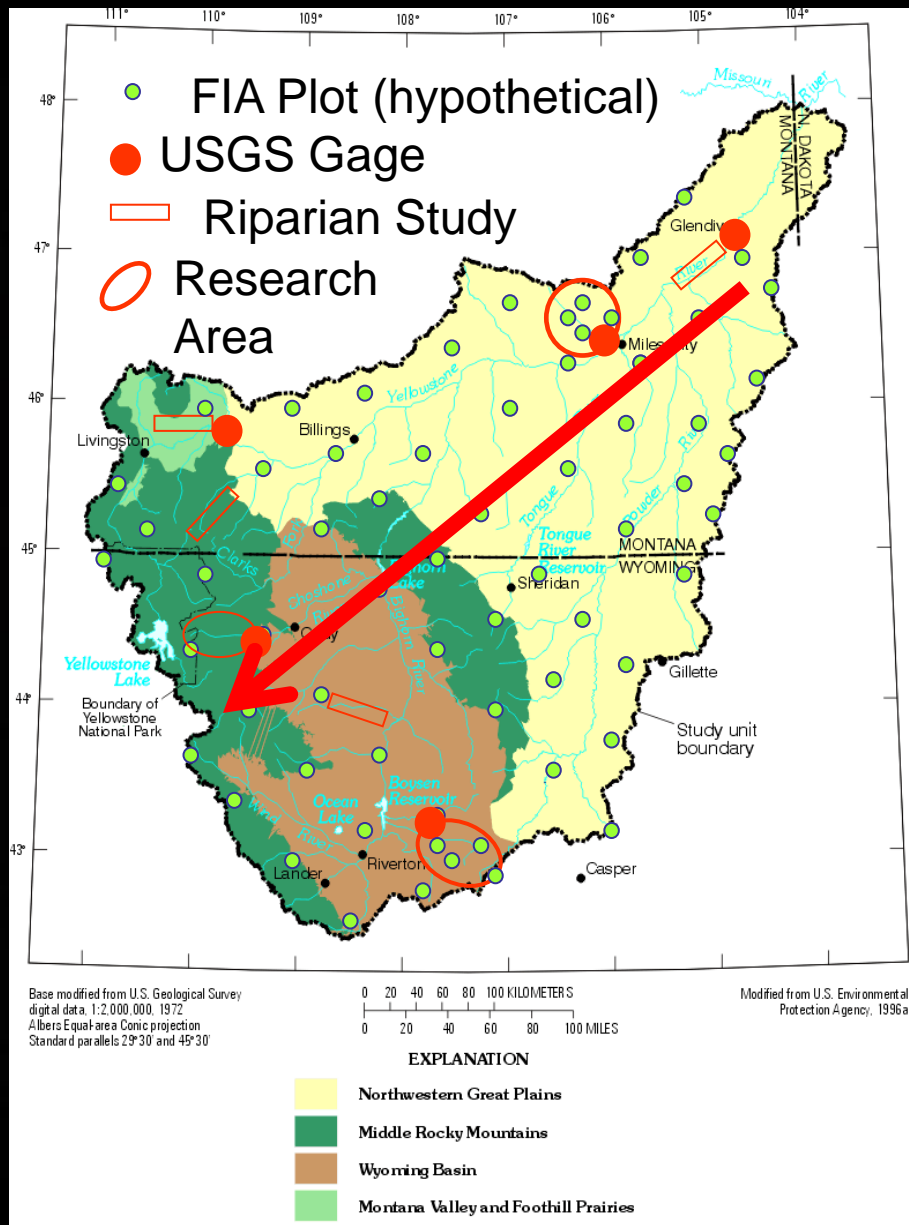 111° 110° 109° 108° 107° 106° 105° 104°
Missouri
River
48°
FIA Plot (hypothetical)
N. DAKOTA
MONTANA
USGS Gage
Riparian Study
Glendiv
47°
River
Research
Area
Miles City
46°
Yellowstone
Livingston
Billings
River
Tongue
Powder
45°
Clarks
Fork
Tongue
River
Reservoir
MONTANA
WYOMING
Lake
Sheridan
Shoshone
River
Bighorn River
Yellowstone
Lake
Gillette
44°
Boundary of
Yellowstone
National Park
Study unit
boundary
Boysen
Reservoir
Ocean
Lake
Wind
River
43°
Riverton
Lander
Casper
Base modified from U.S. Geological Survey
digital data, 1:2,000,000, 1972
Albers Equal-area Conic projection
Standard parallels 29°30' and 45°30'
0 20 40 60 80 100 KILOMETERS
0 20 40 60 80 100 MILES
Modified from U.S. Environmental
Protection Agency, 1996a
EXPLANATION
Northwestern Great Plains
Middle Rocky Mountains
Wyoming Basin
Montana Valley and Foothill Prairies